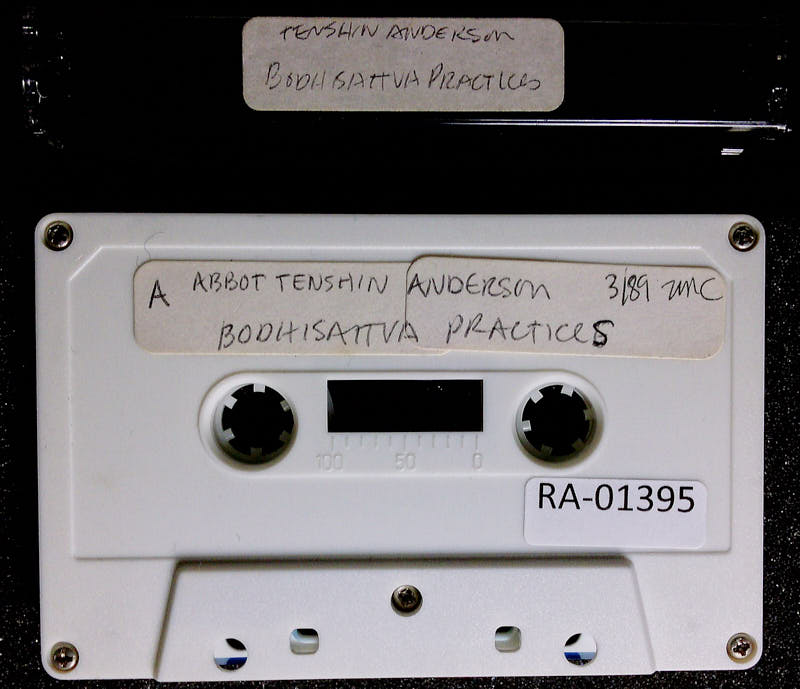 TENSHIN ANDERSON
BODHISATTVA PRACTICES
A ABBOT TENSHIN ANDERSON 3/89 ZMC
BODHISATTVA PRACTICES
100 50 0
RA-01395